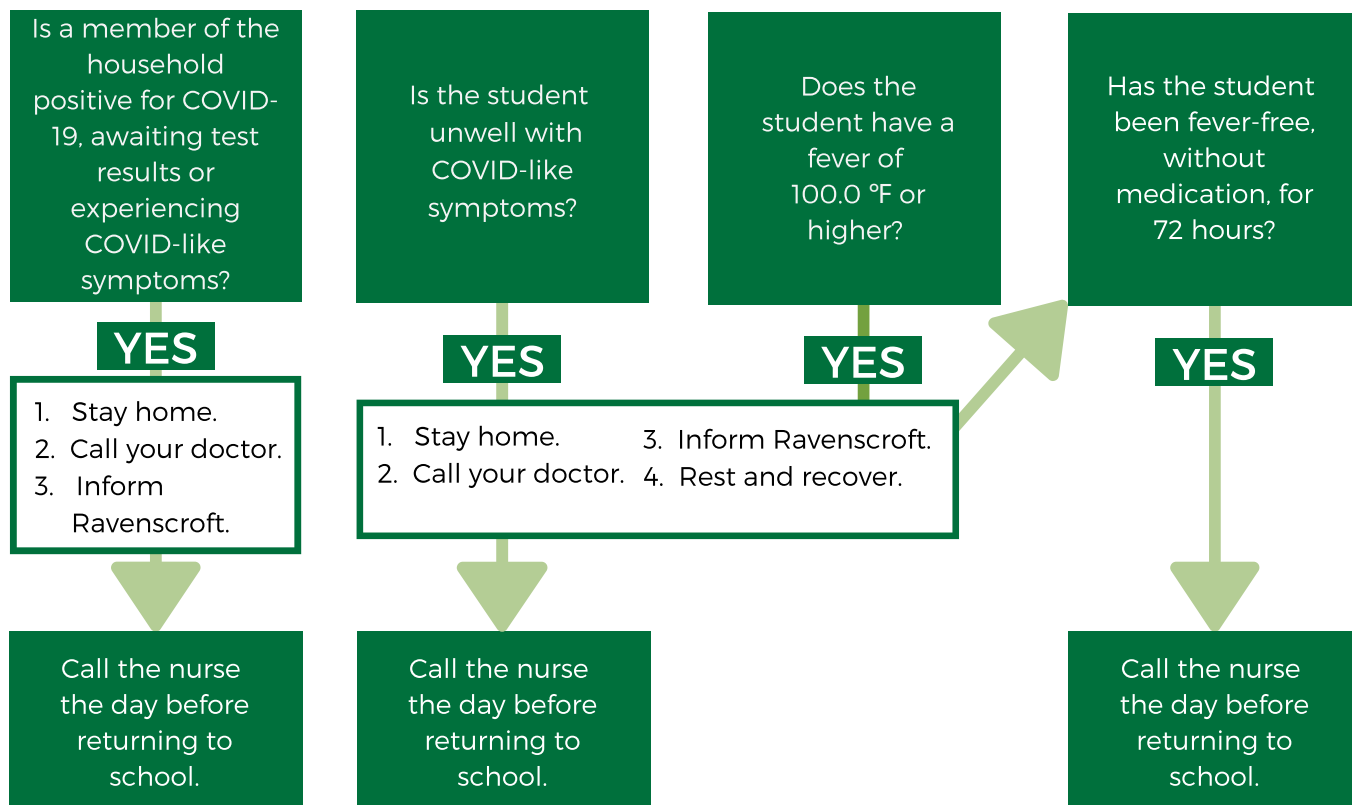 Is a member of the
household
positive for COVID-
19, awaiting test
results or
experiencing
COVID-like
symptoms?
YES
1. Stay home.
2. Call your doctor.
3. Inform
Ravenscroft.
Call the nurse
the day before
returning to
school.
Is the student
unwell with
COVID-like
symptoms?
YES
Does the
student have a
fever of
100.0 °F or
higher?
YES
1. Stay home.
2. Call your doctor.
3. Inform Ravenscroft.
4. Rest and recover.
Call the nurse
the day before
returning to
school.
Has the student
been fever-free,
without
medication, for
72 hours?
YES
Call the nurse
the day before
returning to
school.